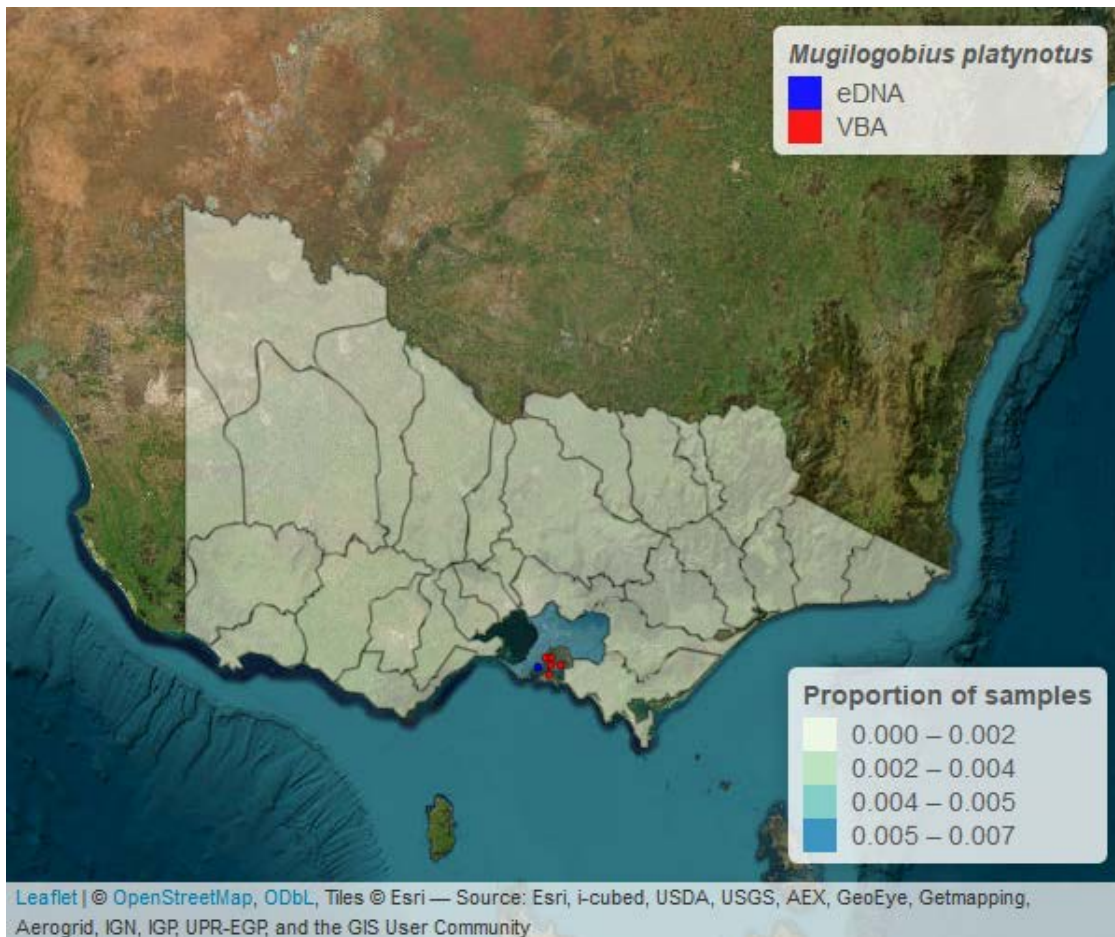 Mugilogobius platynotus
eDNA
VBA
Proportion of samples
0.000 – 0.002
0.002 – 0.004
0.004 – 0.005
0.005 – 0.007
Leaflet | © OpenStreetMap, ODbL, Tiles © Esri — Source: Esri, i-cubed, USDA, USGS, AEX, GeoEye, Getmapping,
Aerogrid, IGN, IGP, UPR-EGP, and the GIS User Community